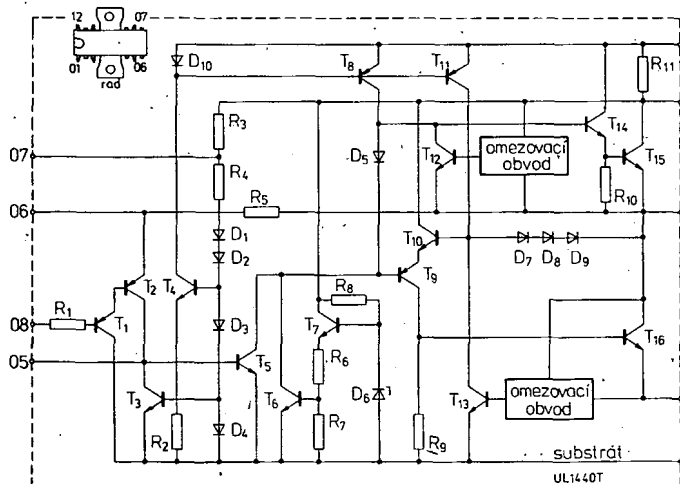 12 07
01 06
rad
D10
T8
T11
R11
R3
07
R4
D5
T12
omezovací
obvod
T14
T15
R5
R10
06
D1
D2
T10
D7 D8 D9
T2
T4
T9
R8
08
R1
T1
D3
T7
T16
05
T5
R6
T3
T6
D6
T13
omezovací
obvod
R2
D4
R7
R9
substrát
UL1440T